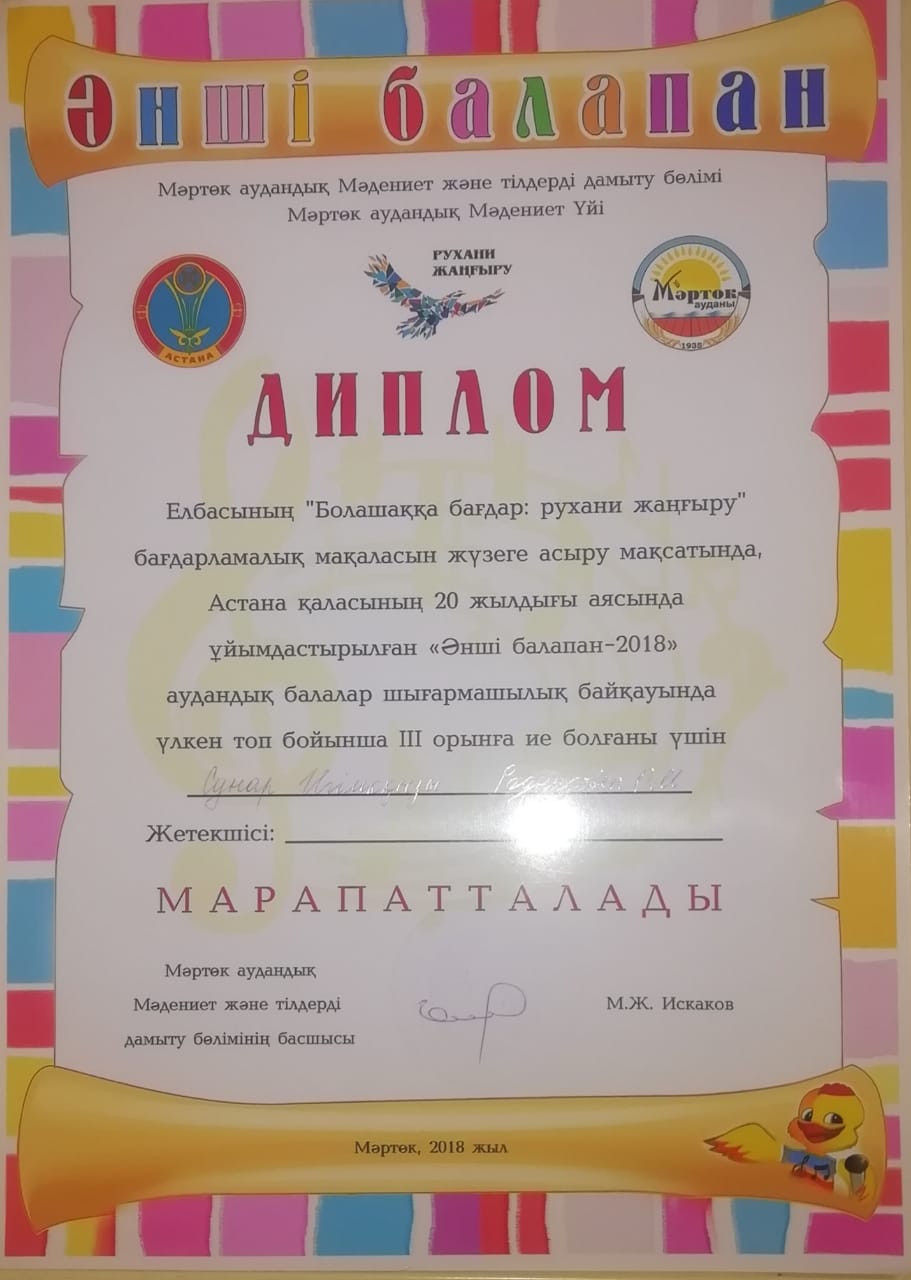 Әнші балапан
Мәртөк аудандық Мәдениет және тілдерді дамыту бөлімі
Мәртөк аудандық Мәдениет Үйі
АСТАНА
РУХАНИ
ЖАҢҒЫРУ
Мәртөк
ауданы
1935
ДИПЛОМ
Елбасының "Болашаққа бағдар: рухани жаңғыру"
бағдарламалық мақаласын жүзеге асыру мақсатында,
Астана қаласының 20 жылдығы аясында
ұйымдастырылған «Әнші балапан-2018»
аудандық балалар шығармашылық байқауында
үлкен топ бойынша III орынға ие болғаны үшін
Сунар
Жетекшісі:
МАРАПАТТАЛАДЫ
Мәртөк аудандық
Мәдениет және тілдерді
дамыту бөлімінің басшысы
М.Ж. Искаков
Мәртөк, 2018 жыл